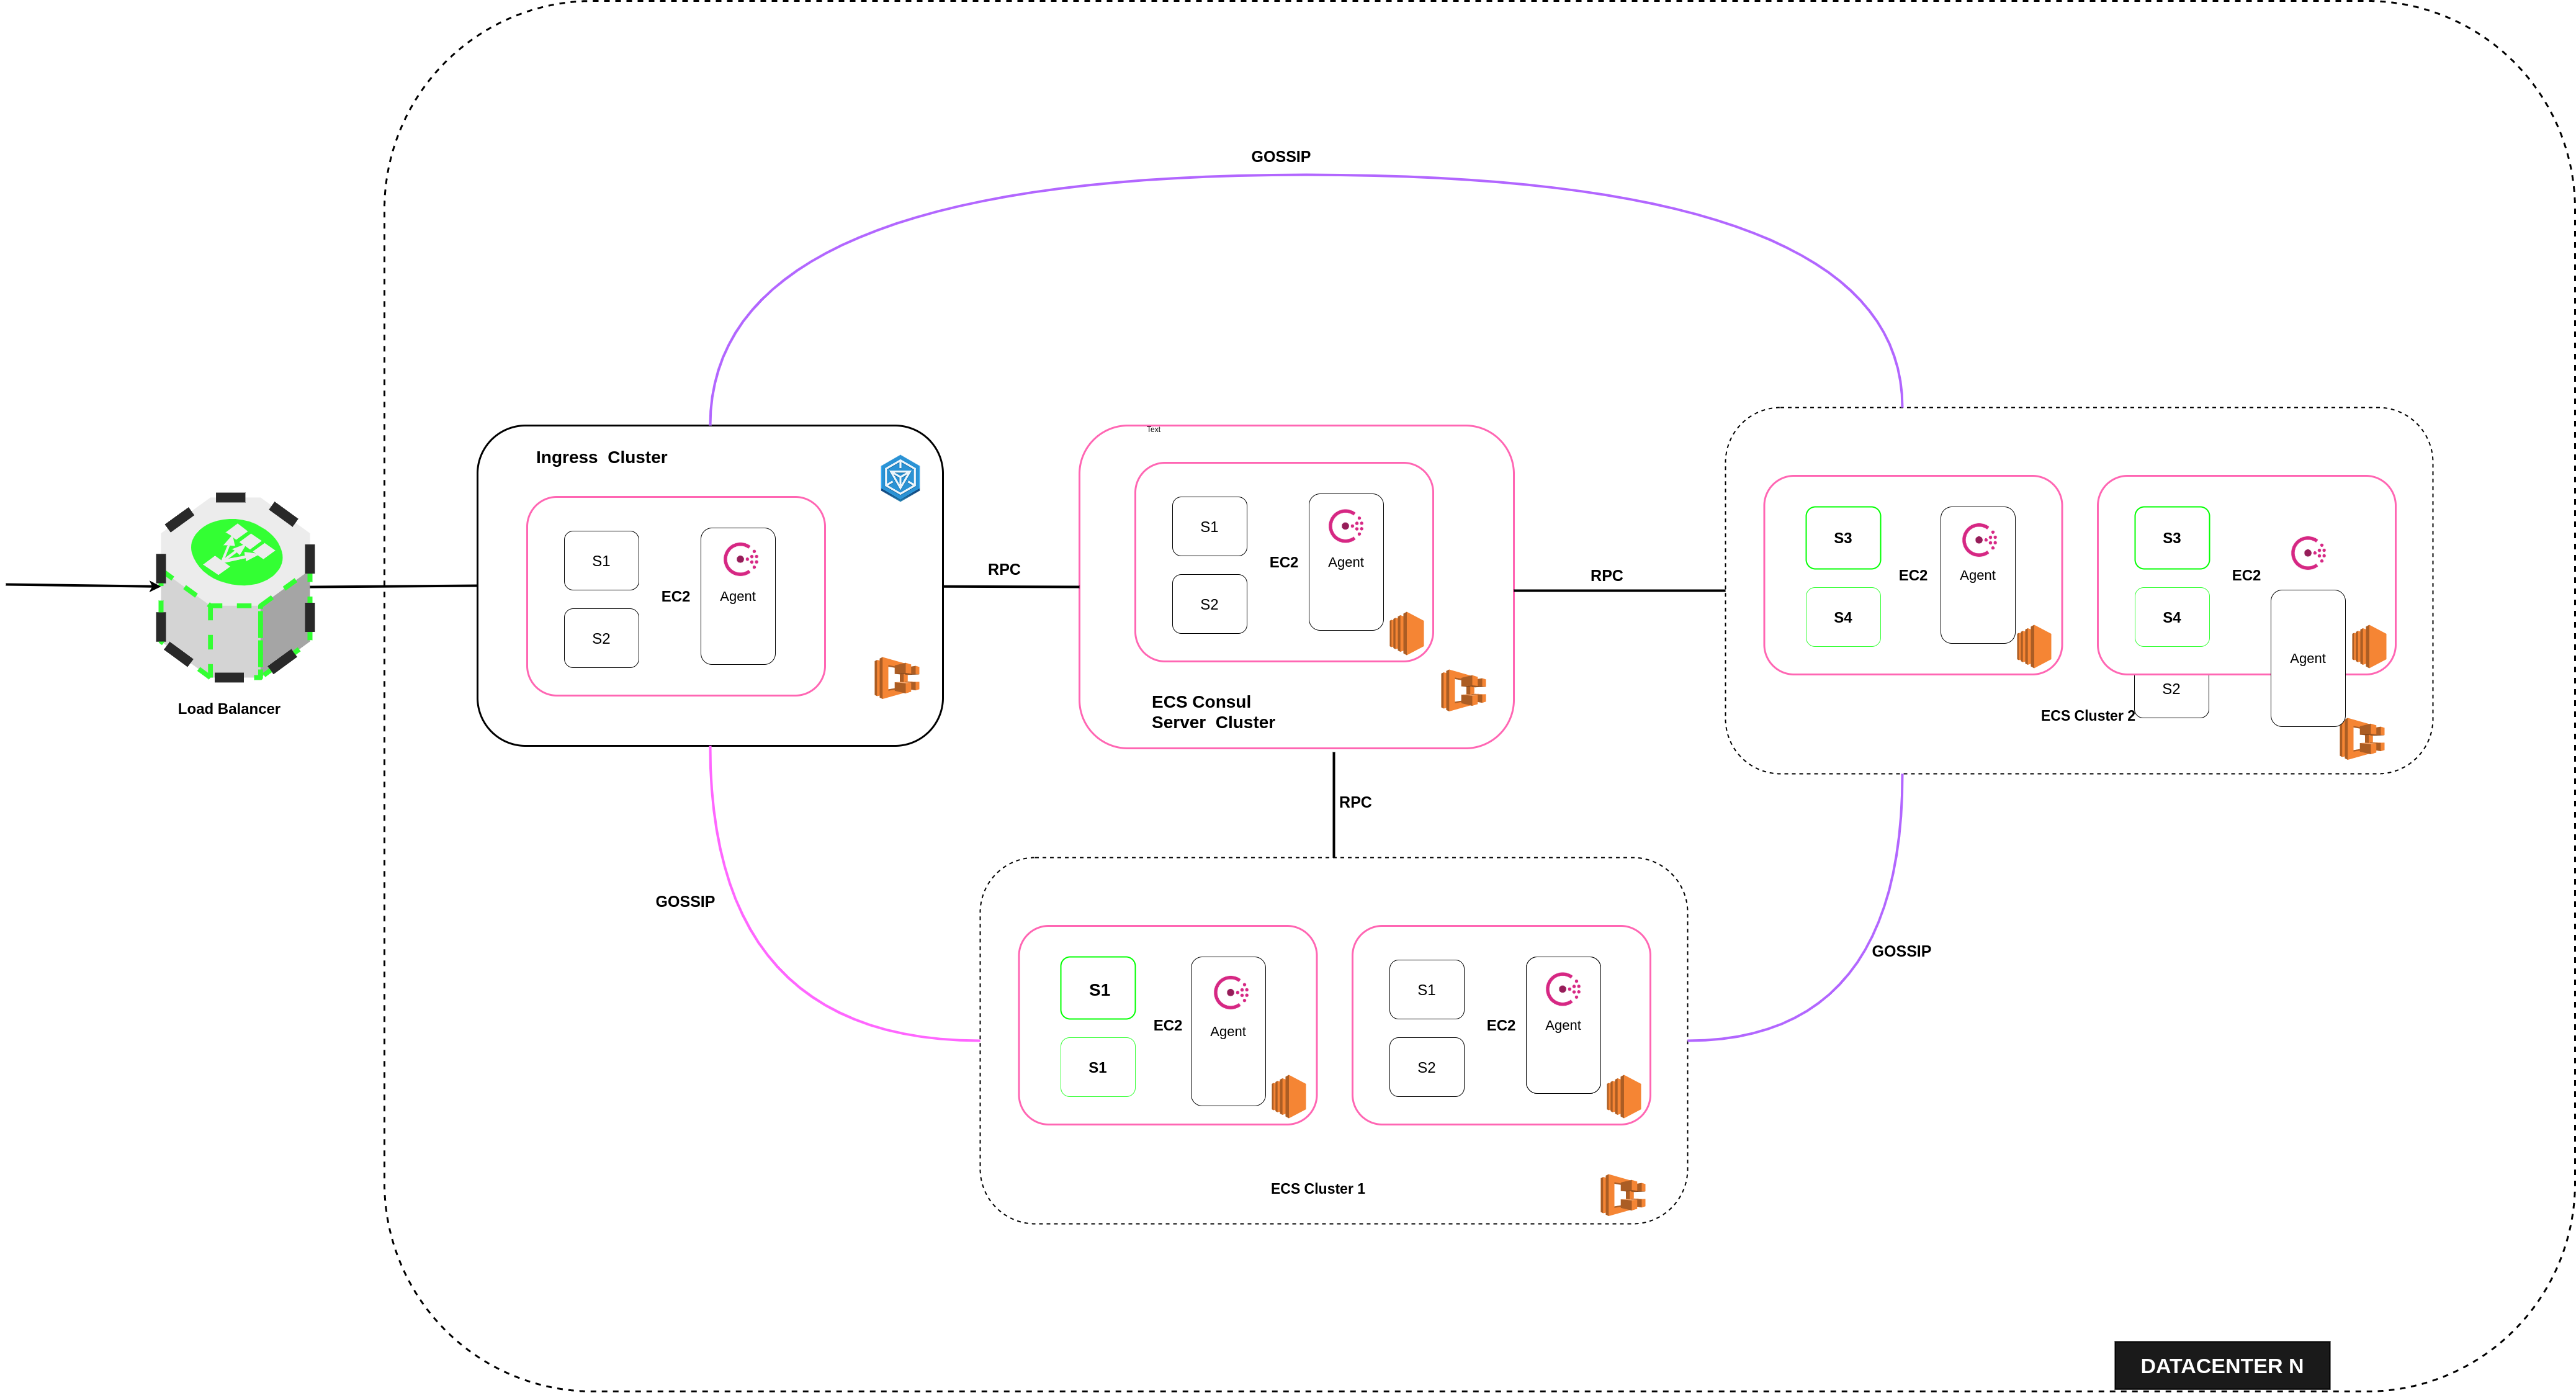 GOSSIP
Load Balancer
Ingress Cluster
S1
S2
EC2
Agent
RPC
Text
S1
S2
EC2
Agent
ECS Consul
Server Cluster
RPC
S3
S4
EC2
Agent
S3
S4
EC2
Agent
S2
ECS Cluster 2
RPC
GOSSIP
GOSSIP
S1
S1
EC2
Agent
S1
S2
EC2
Agent
ECS Cluster 1
DATACENTER N